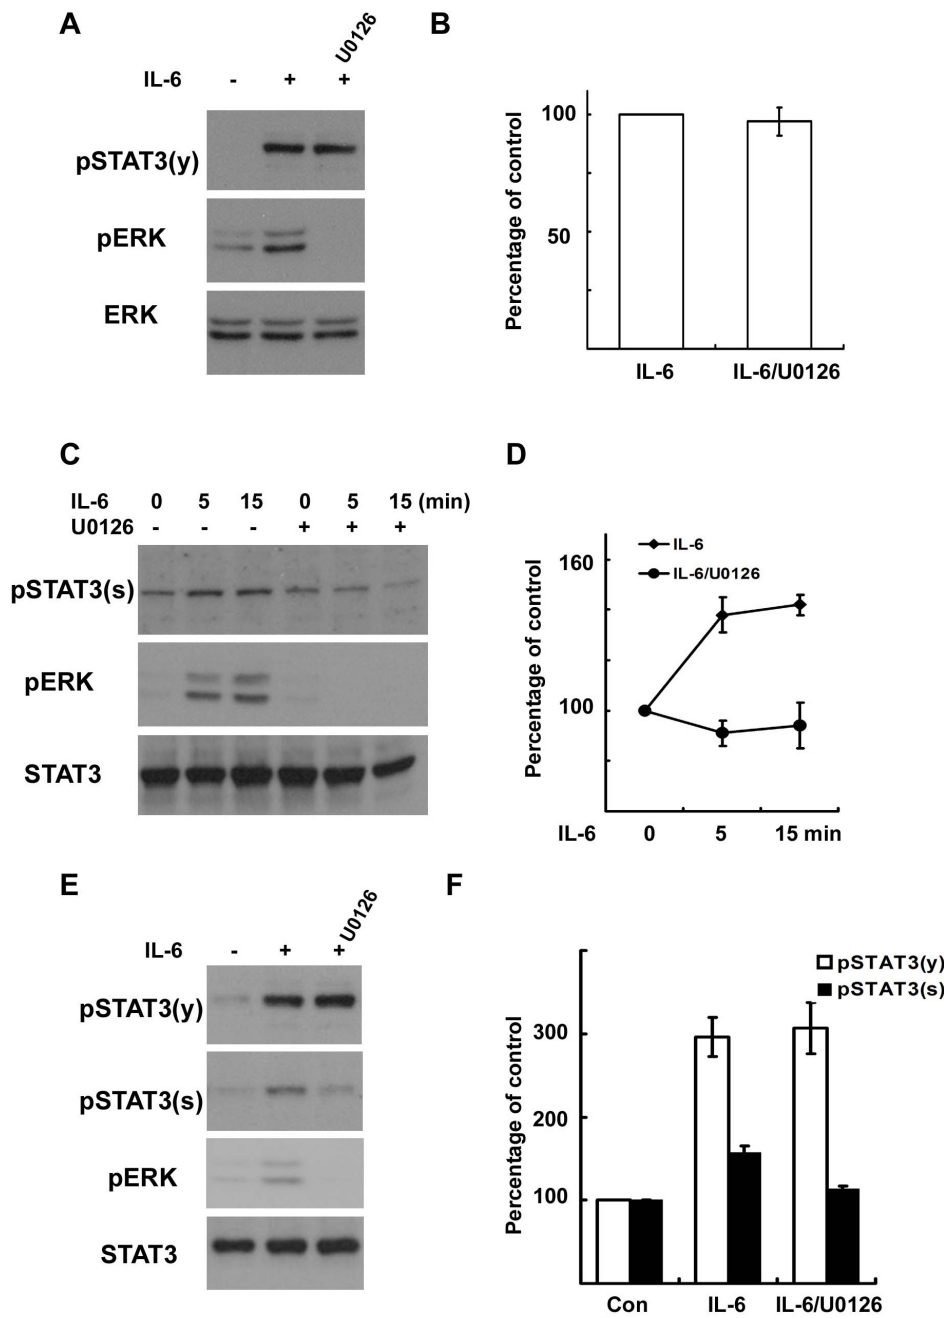 A
U0126
IL-6 - + +
pSTAT3(y)
pERK
ERK
B
Percentage of control
100
50
IL-6 IL-6/U0126
C
IL-6 0 5 15 0 5 15 (min)
U0126 - - - + + +
pSTAT3(s)
pERK
STAT3
D
Percentage of control
IL-6
IL-6/U0126
160
100
IL-6 0 5 15 min
E
U0126
IL-6 - + +
pSTAT3(y)
pSTAT3(s)
pERK
STAT3
F
Percentage of control
pSTAT3(y)
pSTAT3(s)
300
200
100
Con IL-6 IL-6/U0126